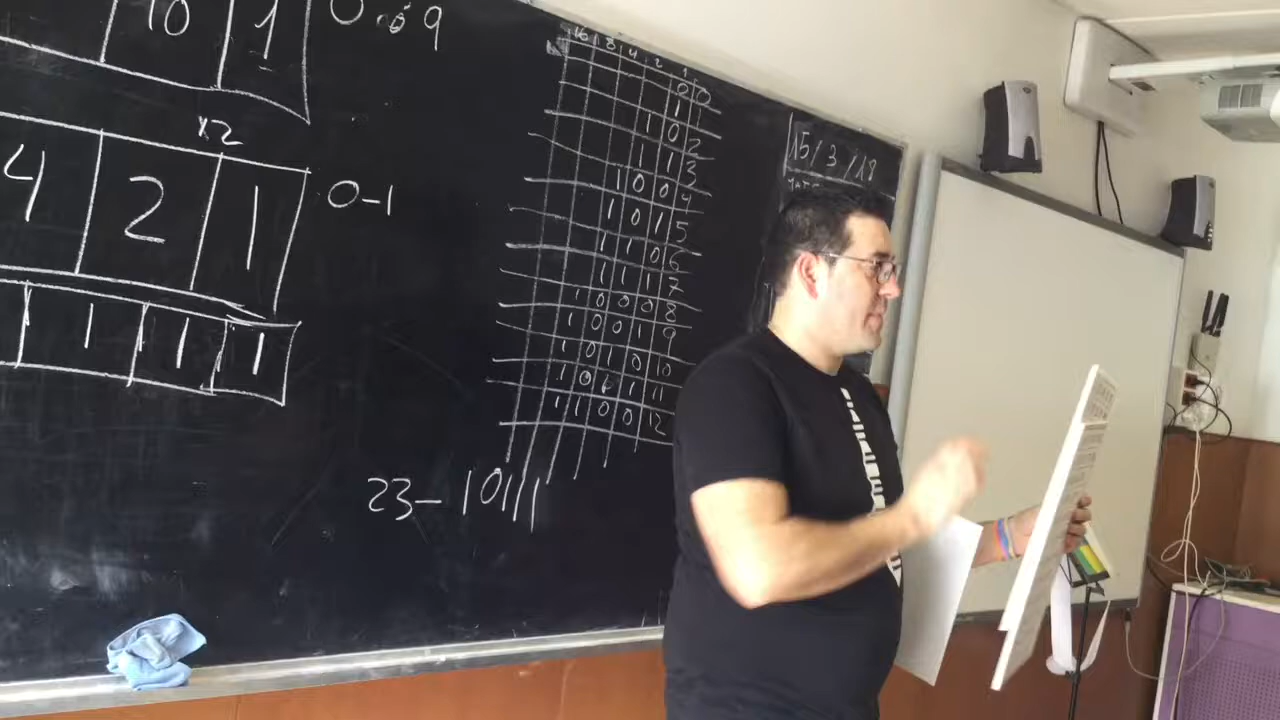 10 1 0 ó 9
x2
4 2 1 0-1
1 1 1
16 8 4 2 1
0 0
1 1
1 0 2
1 1 3
1 0 0 4
1 0 1 5
1 1 0 6
1 1 1 7
1 0 0 0 8
1 0 0 1 9
1 0 1 0 10
1 0 1 1 11
1 1 0 0 12
23- 10111
15/3/18